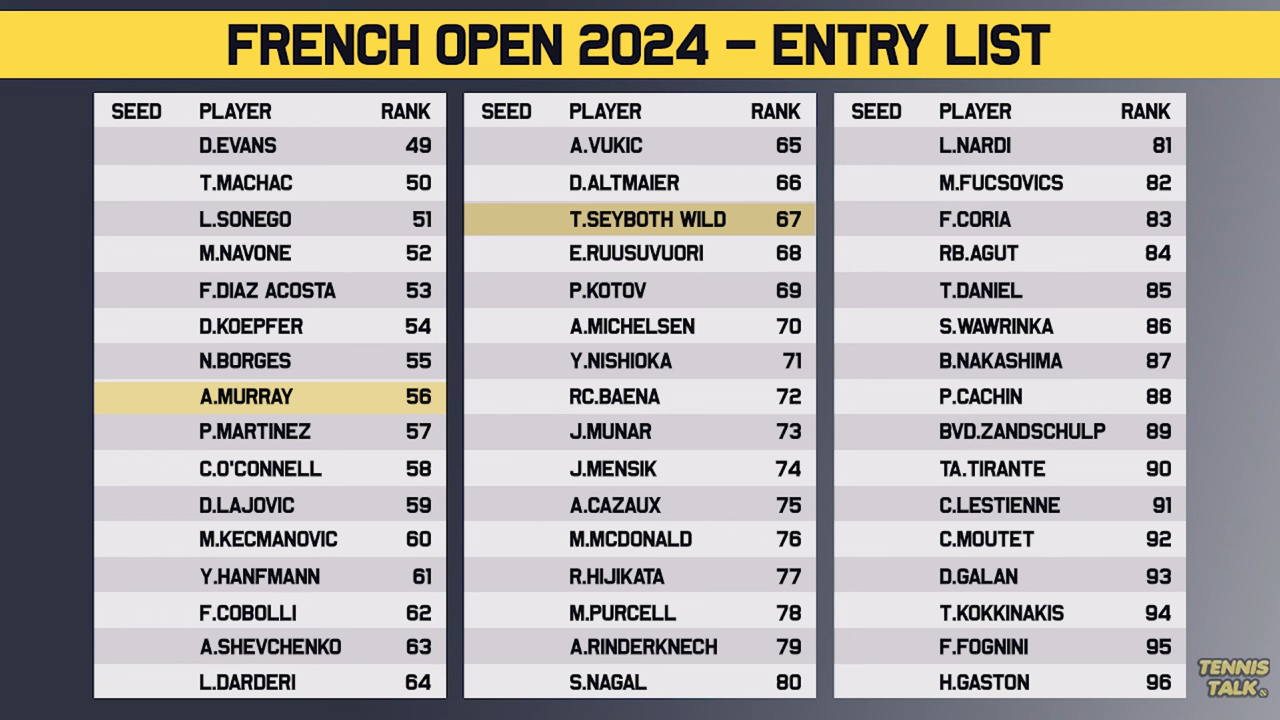 FRENCH OPEN 2024 – ENTRY LIST
SEED PLAYER RANK
D.EVANS 49
T.MACHAC 50
L.SONEGO 51
M.NAVONE 52
F.DIAZ ACOSTA 53
D.KOEPFER 54
N.BORGES 55
A.MURRAY 56
P.MARTINEZ 57
C.O'CONNELL 58
D.LAJOVIC 59
M.KECMANOVIC 60
Y.HANFMANN 61
F.COBOLLI 62
A.SHEVCHENKO 63
L.DARDERI 64
SEED PLAYER RANK
A.VUKIC 65
D.ALTMAIER 66
T.SEYBOTH WILD 67
E.RUUSUVUORI 68
P.KOTOV 69
A.MICHELSEN 70
Y.NISHIOKA 71
RC.BAENA 72
J.MUNAR 73
J.MENSIK 74
A.CAZAUX 75
M.MCDONALD 76
R.HIJIKATA 77
M.PURCELL 78
A.RINDERKNECH 79
S.NAGAL 80
SEED PLAYER RANK
L.NARDI 81
M.FUCSOVICS 82
F.CORIA 83
RB.AGUT 84
T.DANIEL 85
S.WAWRINKA 86
B.NAKASHIMA 87
P.CACHIN 88
BVD.ZANDSCHULP 89
TA.TIRANTE 90
C.LESTIENNE 91
C.MOUTET 92
D.GALAN 93
T.KOKKINAKIS 94
F.FOGNINI 95
H.GASTON 96
TENNIS
TALK